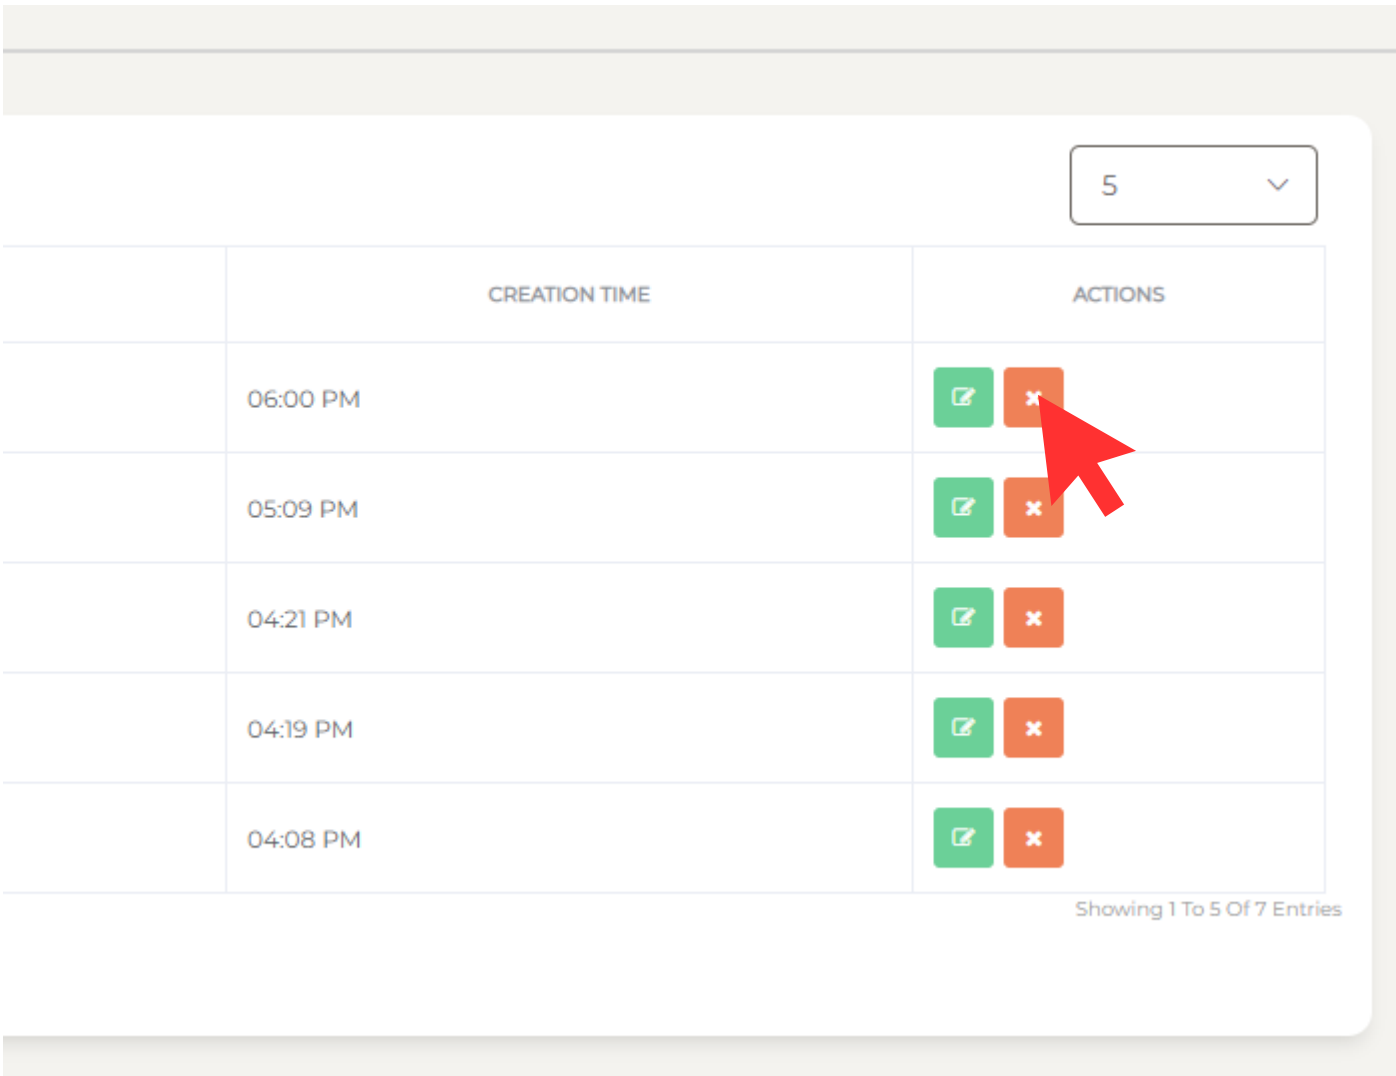 5
CREATION TIME ACTIONS
06:00 PM
05:09 PM
04:21 PM
04:19 PM
04:08 PM
Showing 1 To 5 Of 7 Entries